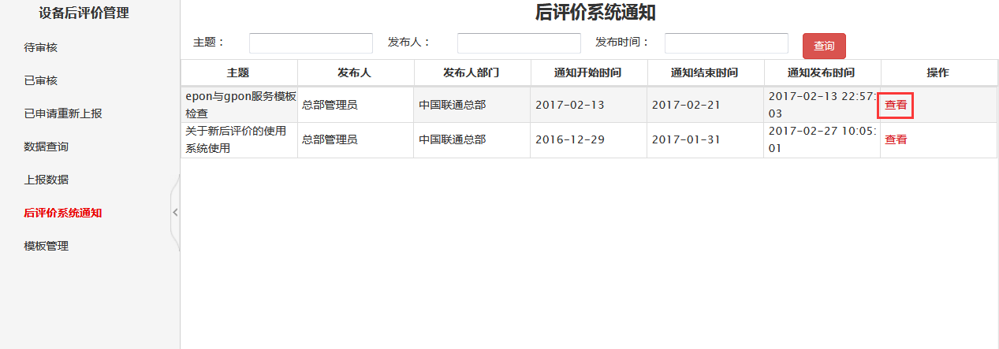 设备后评价管理
待审核
已审核
已申请重新上报
数据查询
上报数据
后评价系统通知
模板管理
后评价系统通知
主题： 发布人： 发布时间： 查询
主题 发布人 发布人部门 通知开始时间 通知结束时间 通知发布时间 操作
epon与gpon服务模板
检查
总部管理员 中国联通总部 2017-02-13 2017-02-21
2017-02-13 22:57:
03
查看
关于新后评价的使用
系统使用
总部管理员 中国联通总部 2016-12-29 2017-01-31
2017-02-27 10:05:
01
查看